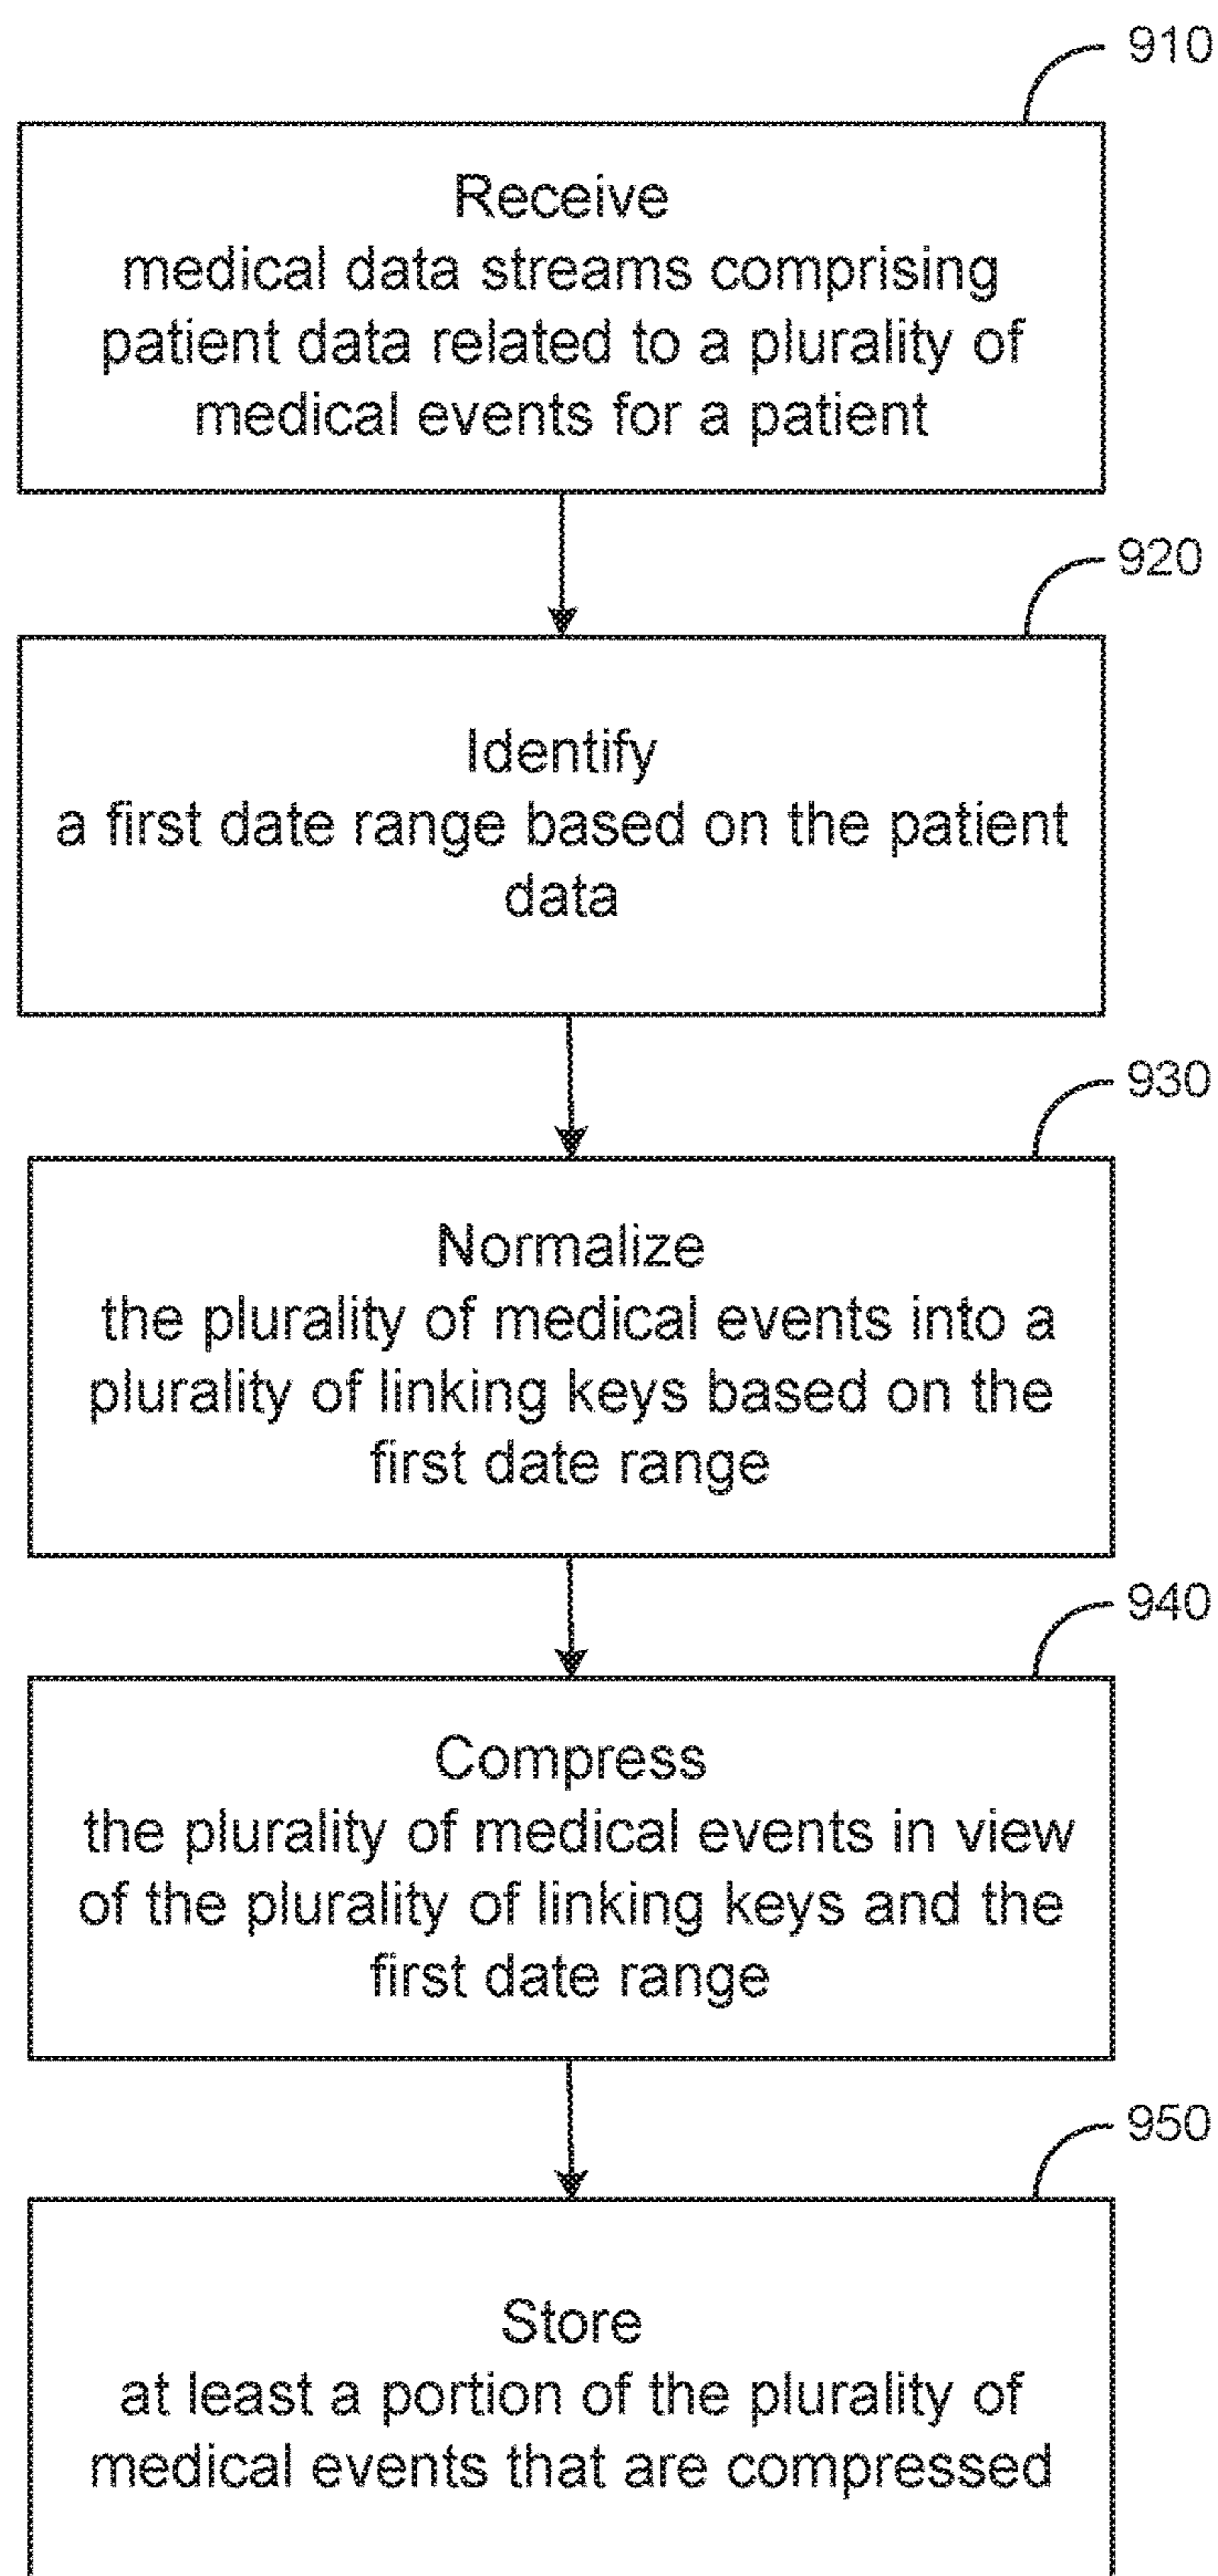 910
Receive
medical data streams comprising
patient data related to a plurality of
medical events for a patient
920
Identify
a first date range based on the patient
data
930
Normalize
the plurality of medical events into a
plurality of linking keys based on the
first date range
940
Compress
the plurality of medical events in view
of the plurality of linking keys and the
first date range
950
Store
at least a portion of the plurality of
medical events that are compressed